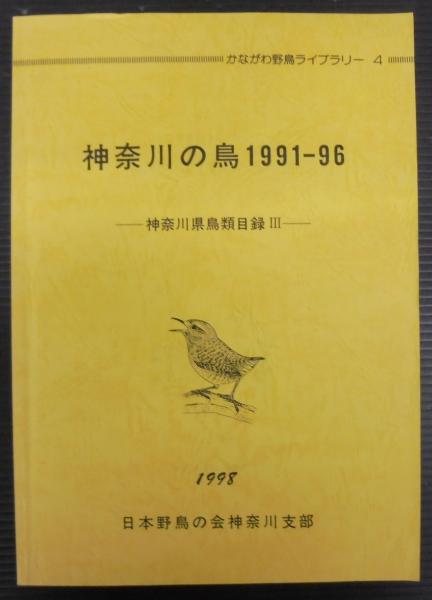 かながわ野鳥ライブラリー 4
神奈川の鳥1991-96
——神奈川県鳥類目録III——
1998
日本野鳥の会神奈川支部